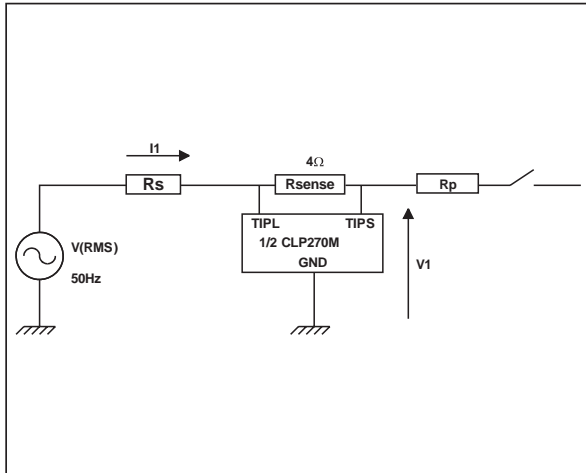 I1
4Ω
Rs
Rsense
Rp
TIPL TIPS
V(RMS)
1/2 CLP270M
GND
V1
50Hz